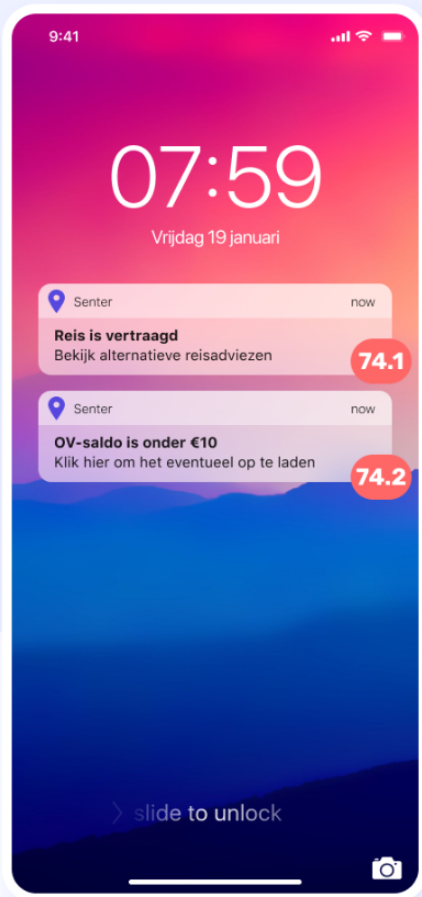 9:41
07:59
Vrijdag 19 januari
Senter now
Reis is vertraagd
Bekijk alternatieve reisadviezen
74.1
Senter now
OV-saldo is onder €10
Klik hier om het eventueel op te laden
74.2
slide to unlock